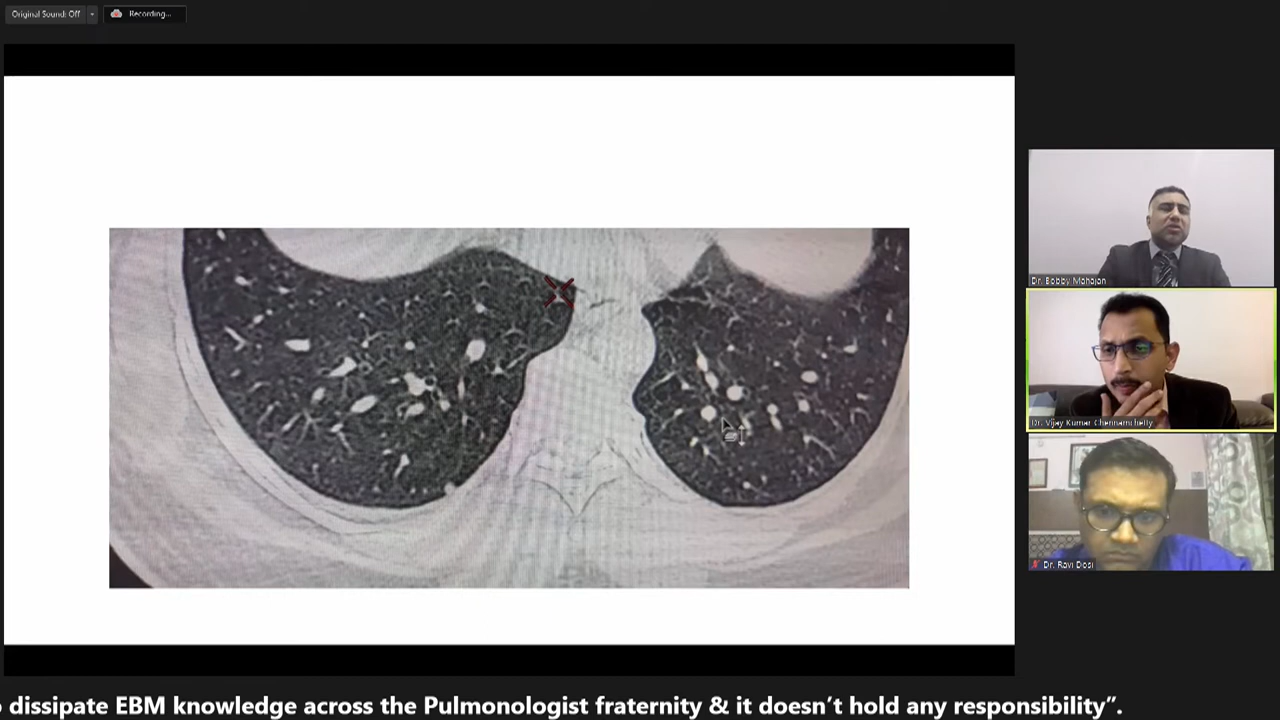 Original Sound: Off
Recording...
Dr. Bobby Mahajan
Dr. Vijay Kumar Chennamchetty
Dr. Ravi Dosi
dissipate EBM knowledge across the Pulmonologist fraternity & it doesn’t hold any responsibility”.